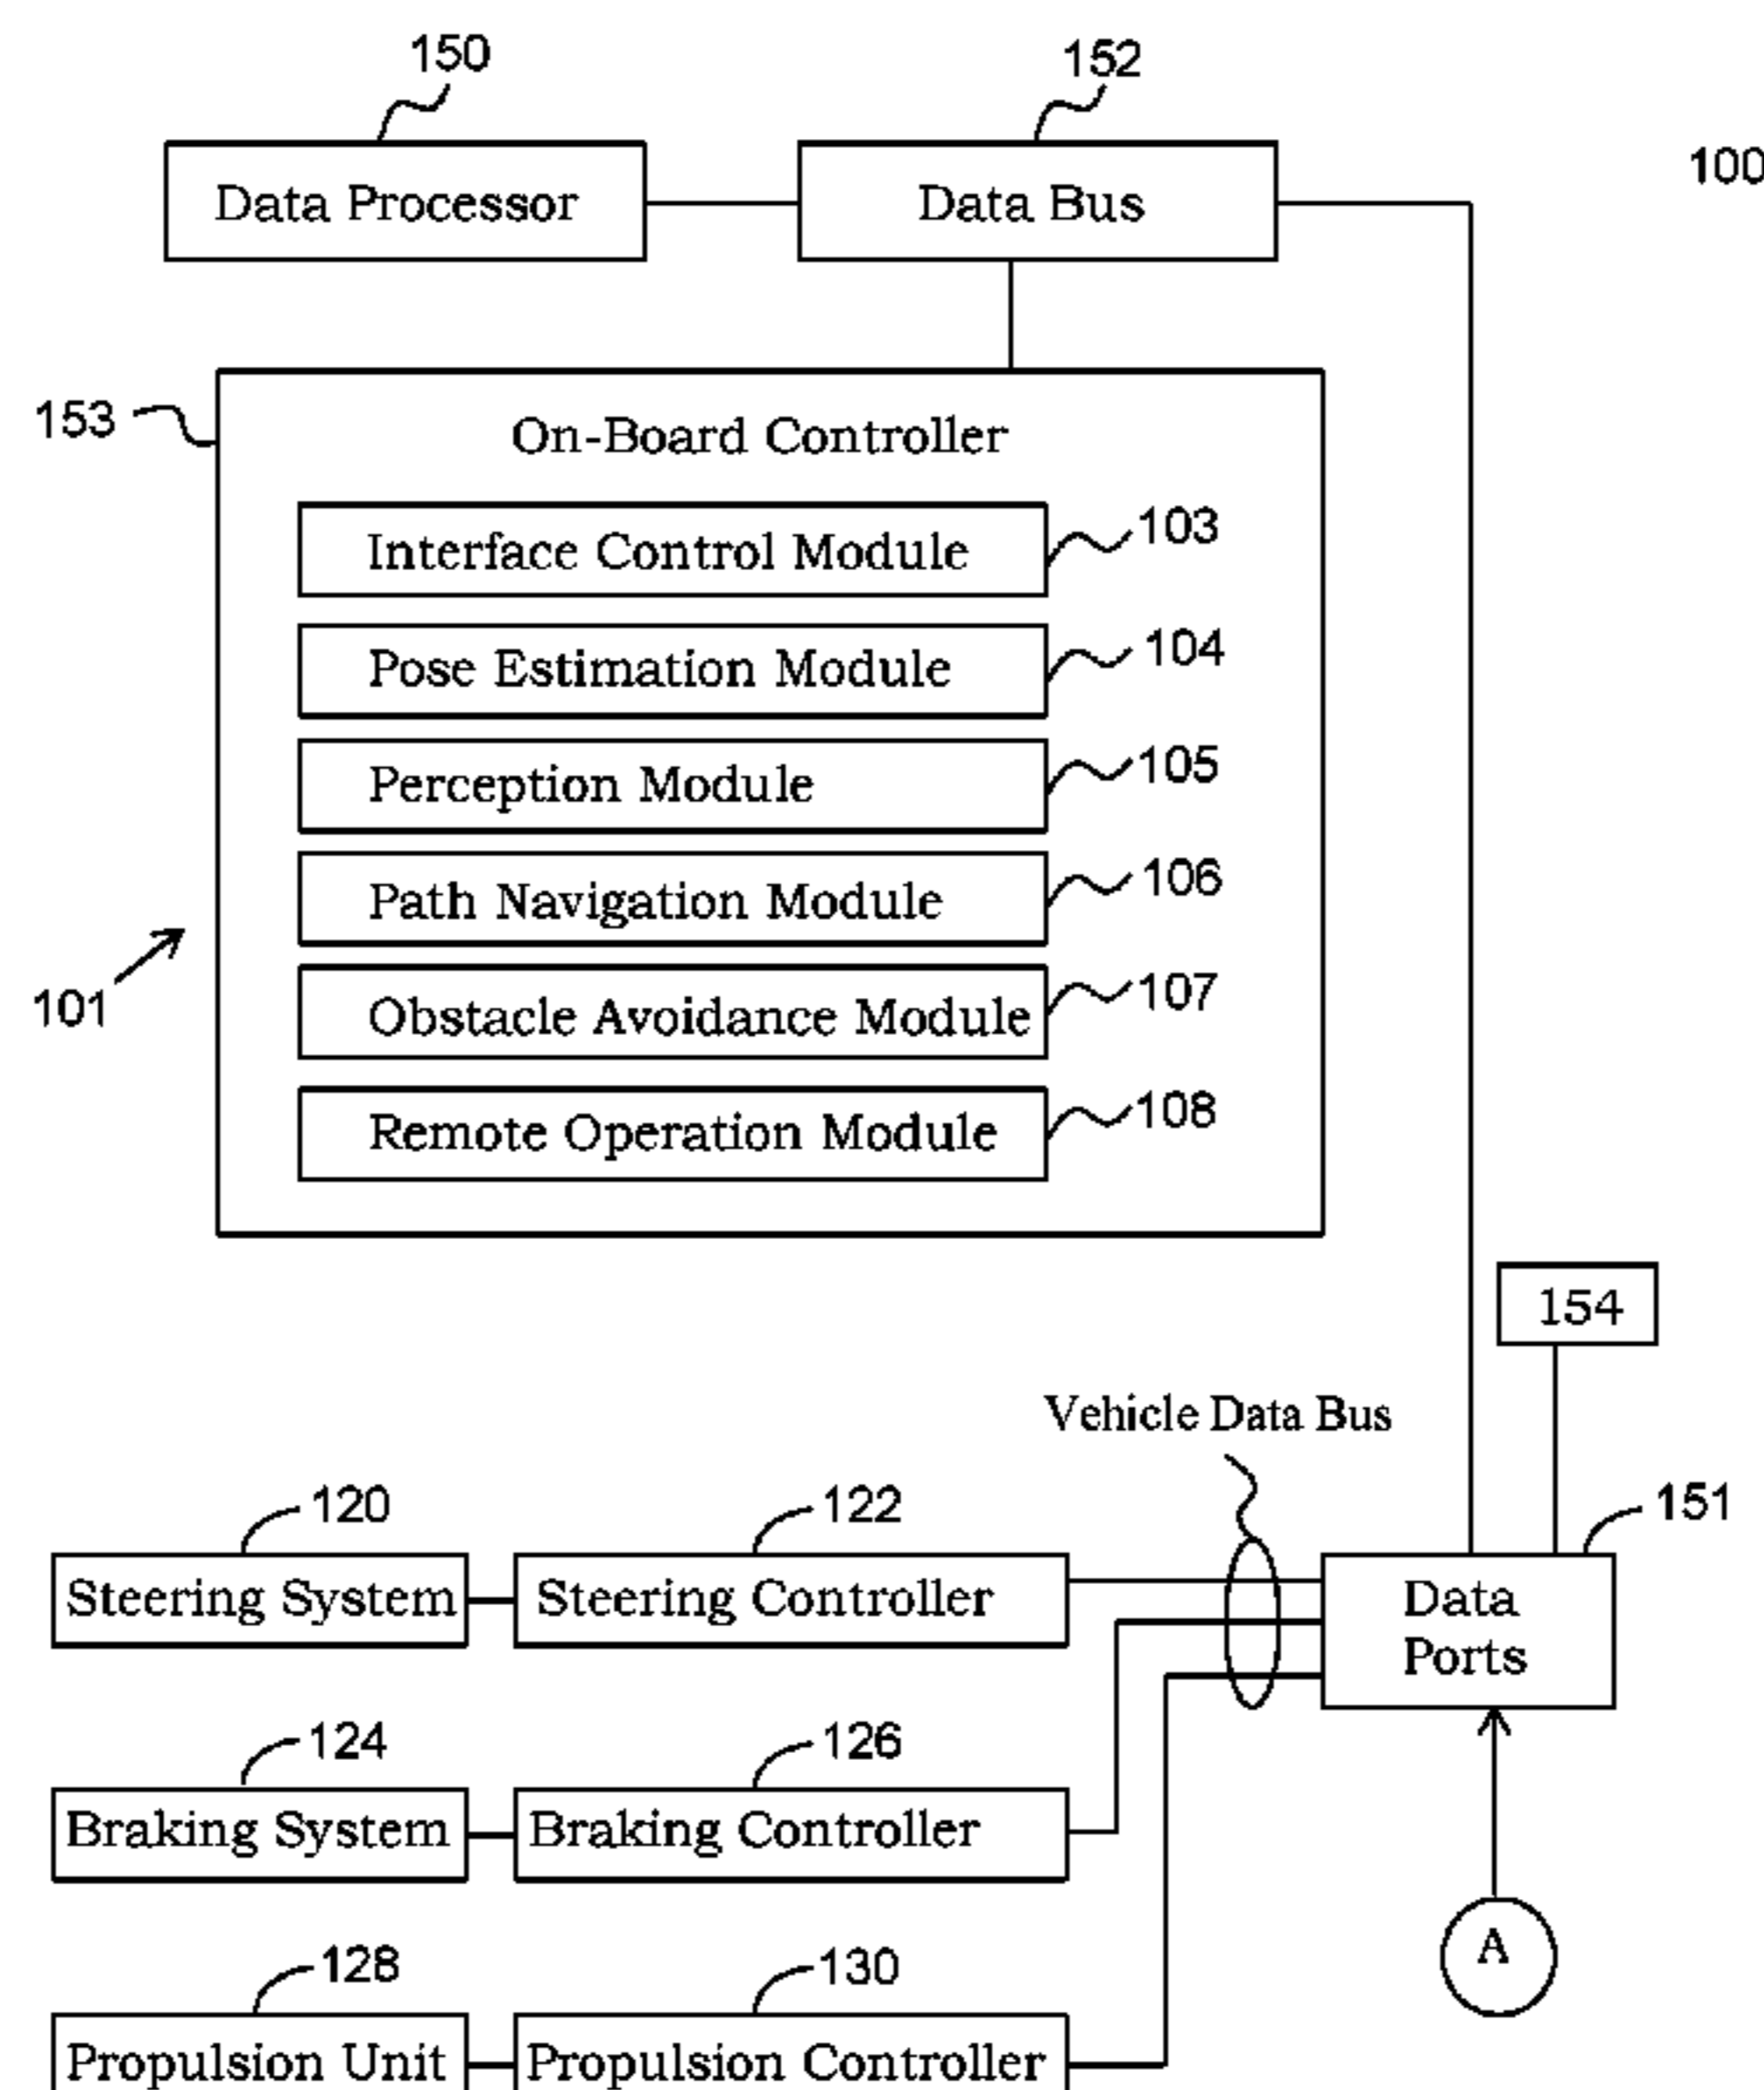 150
152
100
Data Processor
Data Bus
153
On-Board Controller
Interface Control Module
103
Pose Estimation Module
104
Perception Module
105
Path Navigation Module
106
101
Obstacle Avoidance Module
107
Remote Operation Module
108
154
Vehicle Data Bus
120
122
151
Steering System
Steering Controller
Data
Ports
124
126
Braking System
Braking Controller
A
128
130
Propulsion Unit
Propulsion Controller